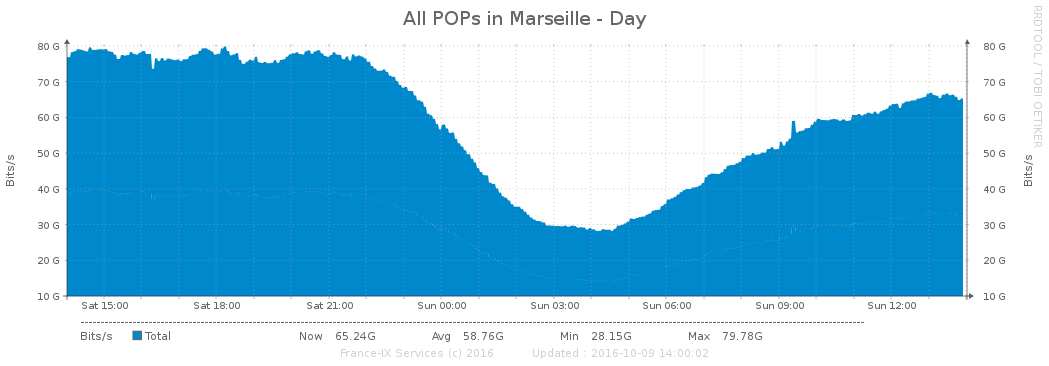 All POPs in Marseille - Day
RRDTOOL / TOBI OETIKER
Bits/s
80 G
70 G
60 G
50 G
40 G
30 G
20 G
10 G
80 G
70 G
60 G
50 G
40 G
30 G
20 G
10 G
Bits/s
Sat 15:00 Sat 18:00 Sat 21:00 Sun 00:00 Sun 03:00 Sun 06:00 Sun 09:00 Sun 12:00
Bits/s Total Now 65.24G Avg 58.76G Min 28.15G Max 79.78G
France-IX Services (c) 2016 Updated : 2016-10-09 14:00:02